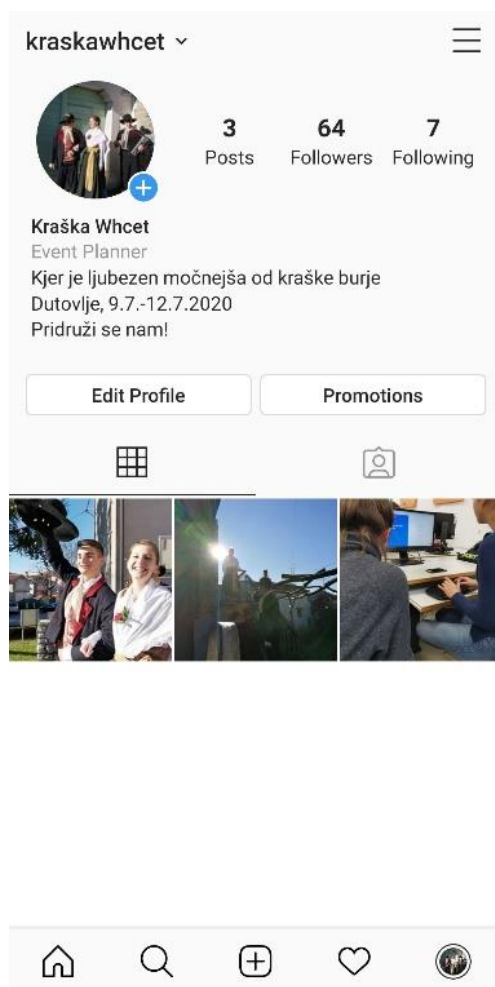 kraskawhcet
3 64 7
Posts Followers Following
Kraška Whcet
Event Planner
Kjer je ljubezen močnejša od kraške burje
Dutovlje, 9.7.-12.7.2020
Pridruži se nam!
Edit Profile Promotions